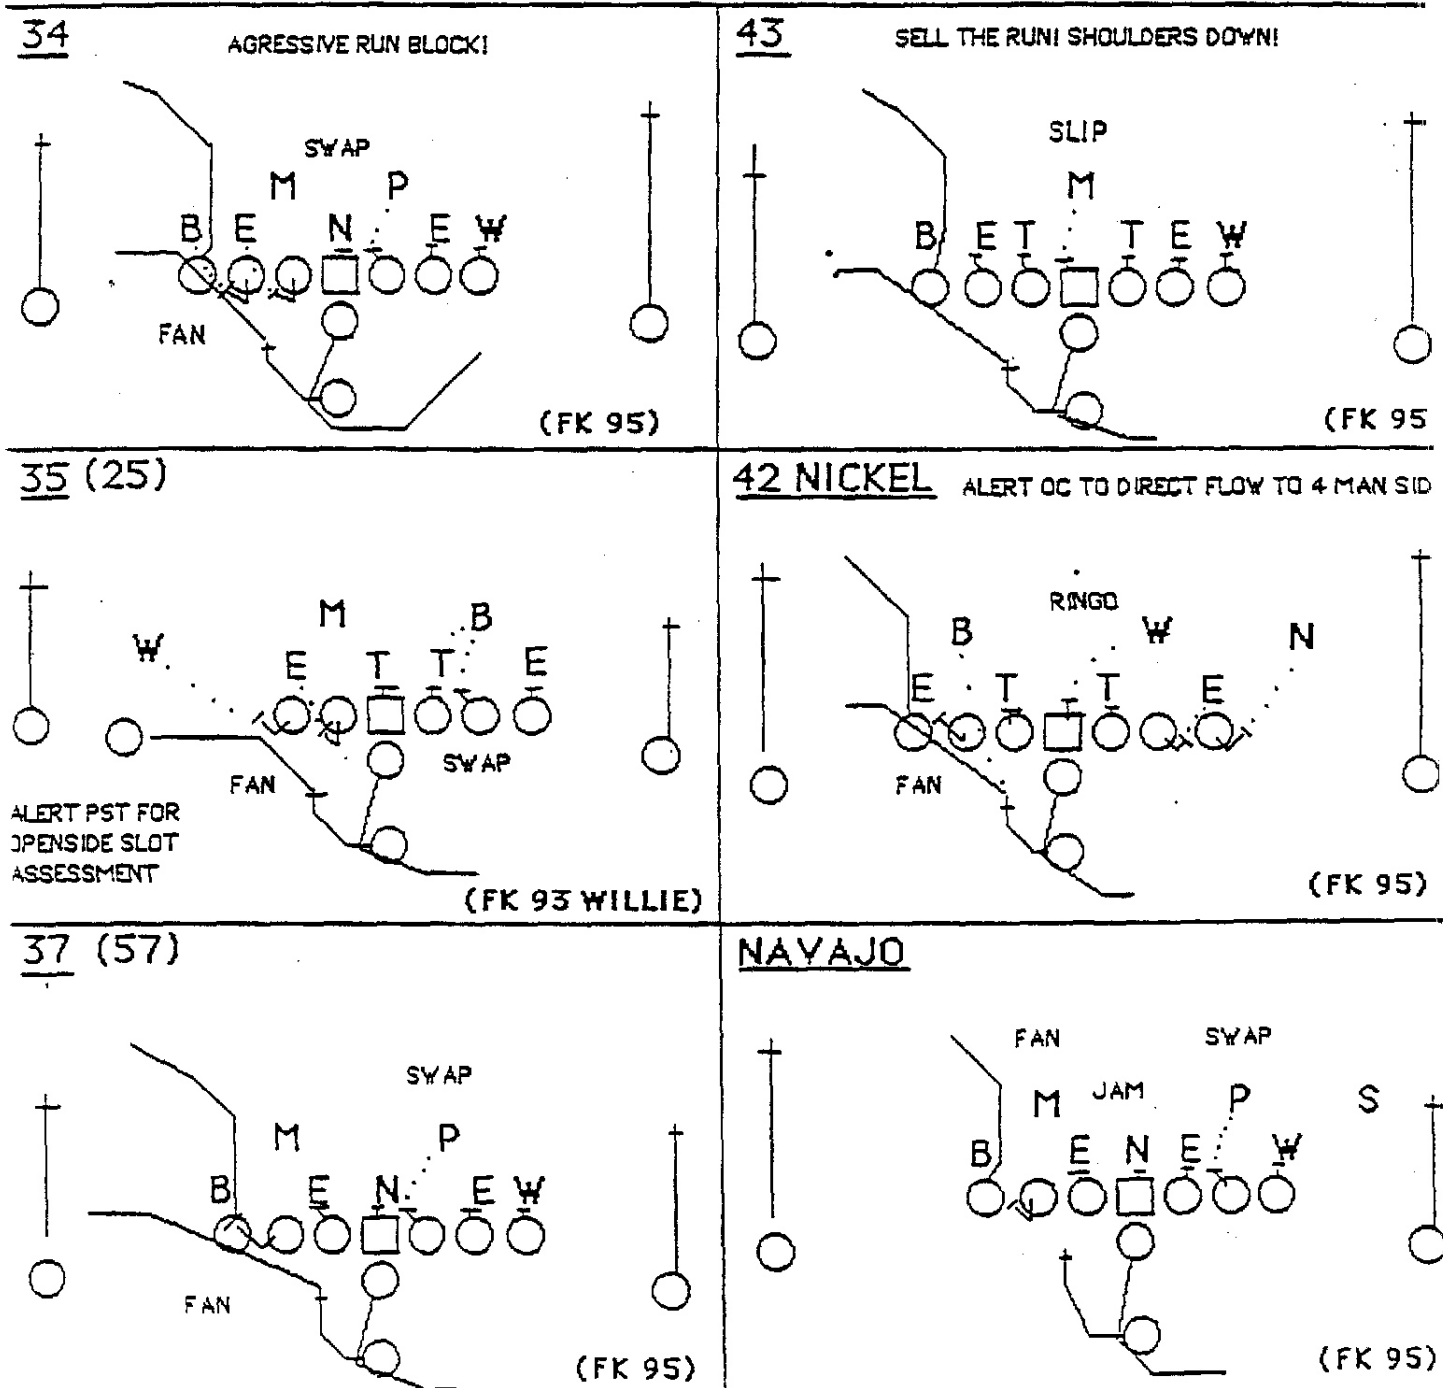 34
AGRESSIVE RUN BLOCK!
SWAP
M P
B E N E W
FAN
(FK 95)
43
SELL THE RUN! SHOULDERS DOWN!
SLIP
M
B E T T E W
(FK 95
35 (25)
M B
W
E T T E
SWAP
FAN
ALERT PST FOR
OPENSIDE SLOT
ASSESSMENT
(FK 93 WILLIE)
42 NICKEL ALERT OC TO DIRECT FLOW TO 4 MAN SID
RINGO
B W N
E T T E
FAN
(FK 95)
37 (57)
SWAP
M P
B E N E W
FAN
(FK 95)
NAVAJO
FAN SWAP
M JAM P S
B E N E W
(FK 95)